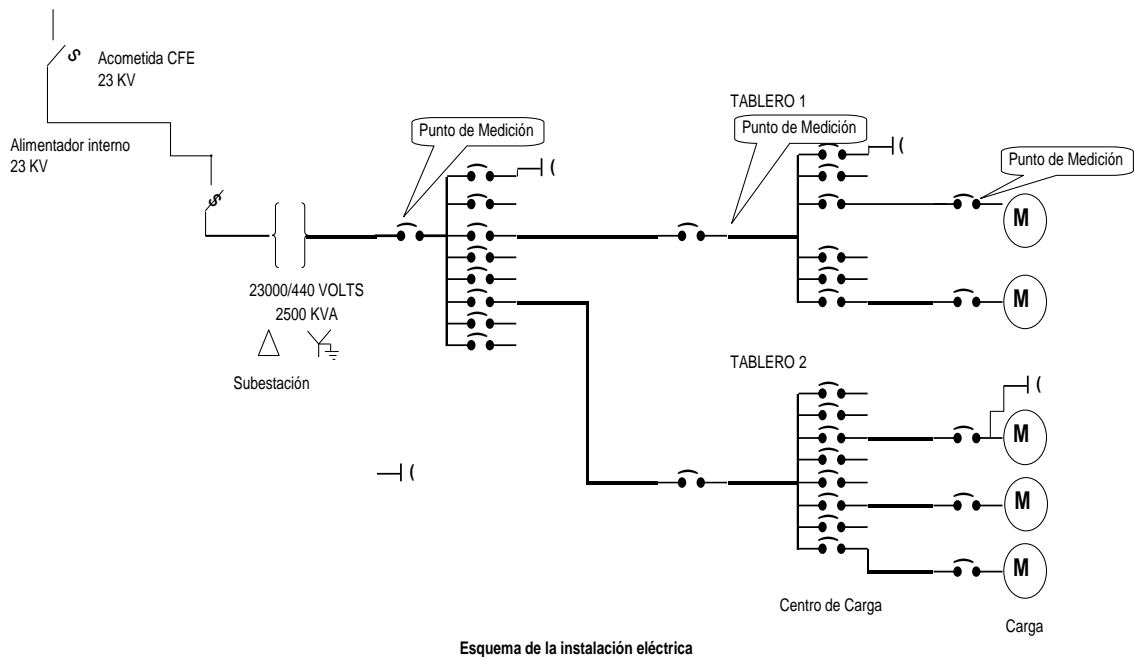 Acometida CFE
23 KV
Alimentador interno
23 KV
23000/440 VOLTS
2500 KVA
Subestación
Punto de Medición
TABLERO 1
Punto de Medición
Punto de Medición
M
M
TABLERO 2
M
M
M
Centro de Carga
Carga
Esquema de la instalación eléctrica